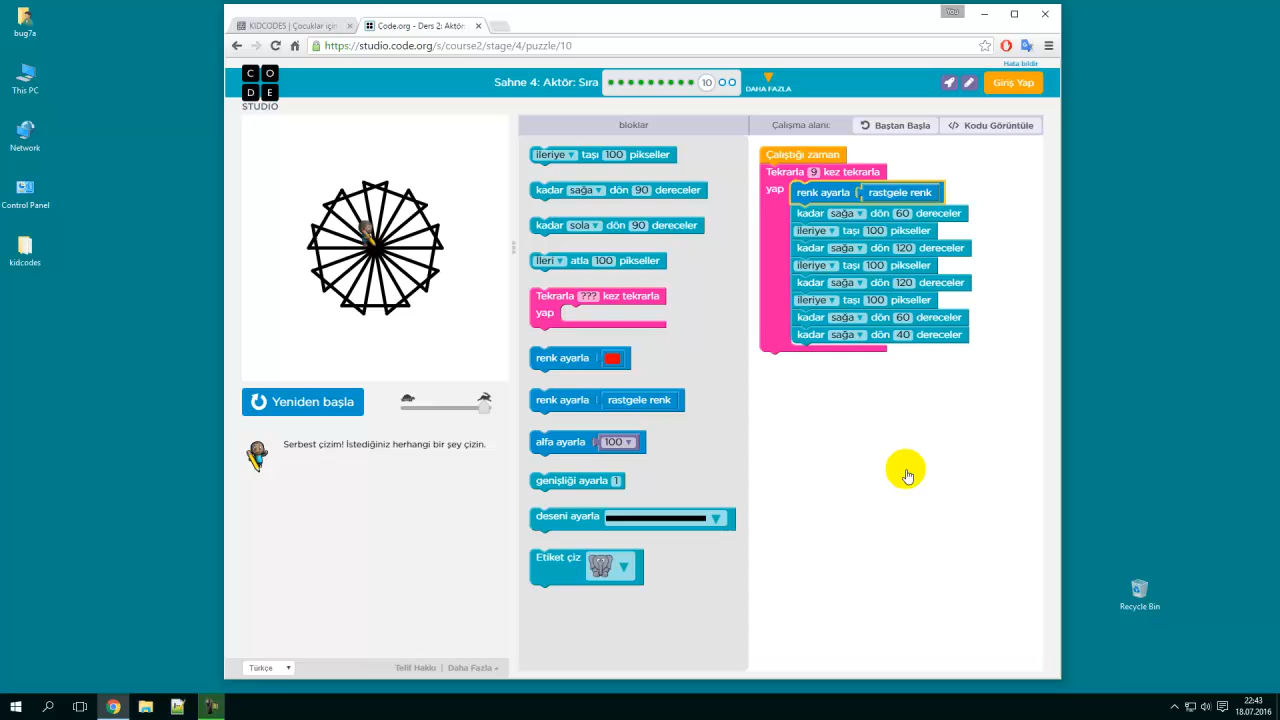 bug7a
This PC
Network
Control Panel
kidcodes
Recycle Bin
You
KIDCODES | Çocuklar için
Code.org - Ders 2: Aktör:
https://studio.code.org/s/course2/stage/4/puzzle/10
Hata bildir
C O
D E
STUDIO
Sahne 4: Aktör: Sıra
10
DAHA FAZLA
Giriş Yap
bloklar
Çalışma alanı:
Baştan Başla
Kodu Görüntüle
ileriye taşı 100 pikseller
kadar sağa dön 90 dereceler
kadar sola dön 90 dereceler
İleri atla 100 pikseller
Tekrarla ??? kez tekrarla
yap
renk ayarla
renk ayarla rastgele renk
alfa ayarla 100
genişliği ayarla 1
deseni ayarla
Etiket çiz
Çalıştığı zaman
Tekrarla 9 kez tekrarla
yap renk ayarla rastgele renk
kadar sağa dön 60 dereceler
ileriye taşı 100 pikseller
kadar sağa dön 120 dereceler
ileriye taşı 100 pikseller
kadar sağa dön 120 dereceler
ileriye taşı 100 pikseller
kadar sağa dön 60 dereceler
kadar sağa dön 40 dereceler
Yeniden başla
Serbest çizim! İstediğiniz herhangi bir şey çizin.
Türkçe
Telif Hakkı | Daha Fazla
22:43
18.07.2016